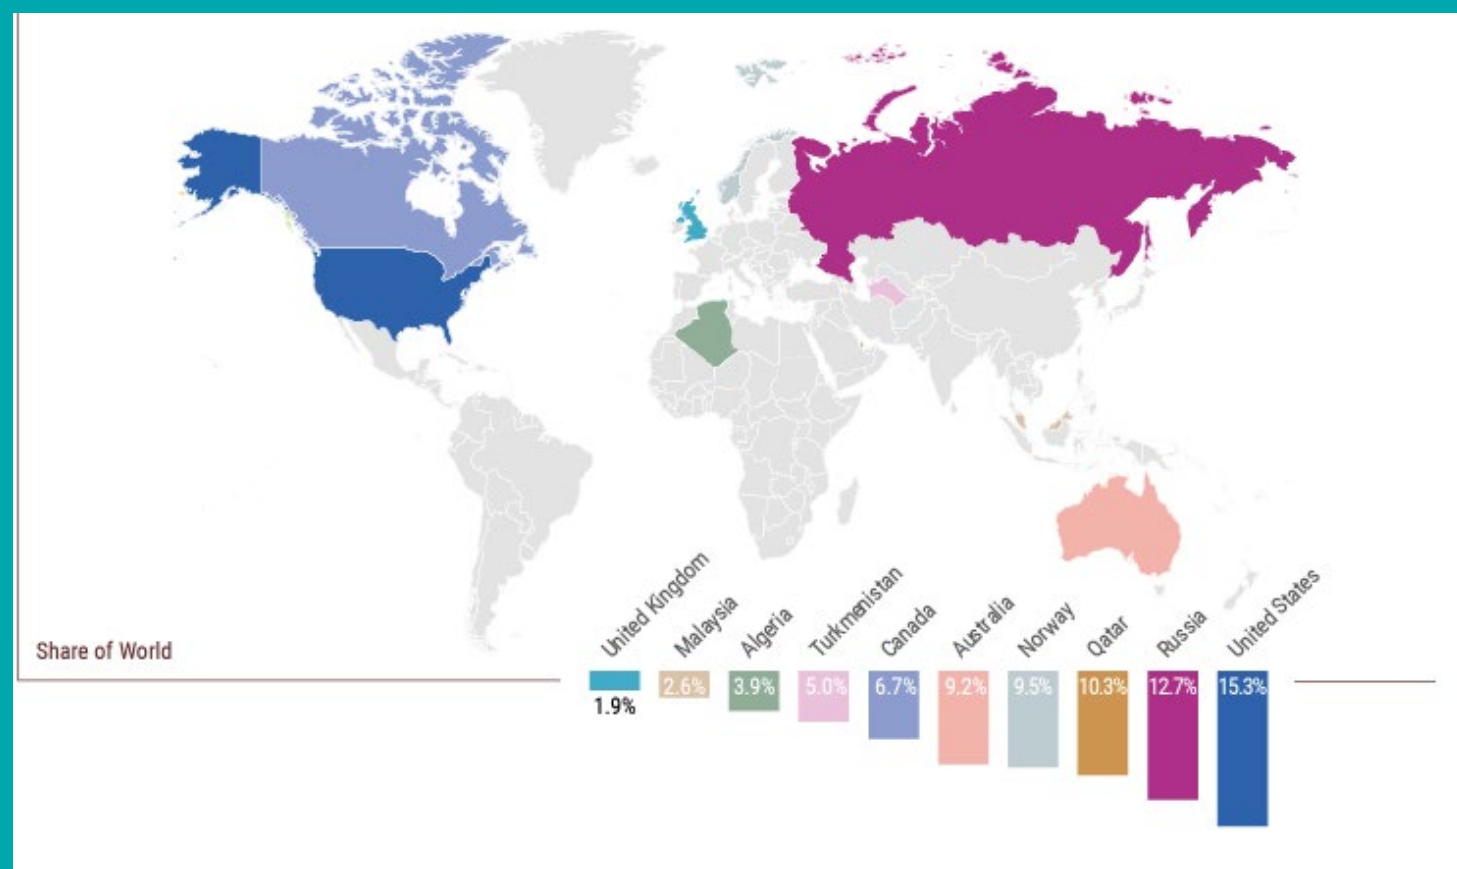 Share of World
United Kingdom
Malaysia
Algeria
Turkmenistan
Canada
Australia
Norway
Qatar
Russia
United States
1.9%
2.6%
3.9%
5.0%
6.7%
9.2%
9.5%
10.3%
12.7%
15.3%